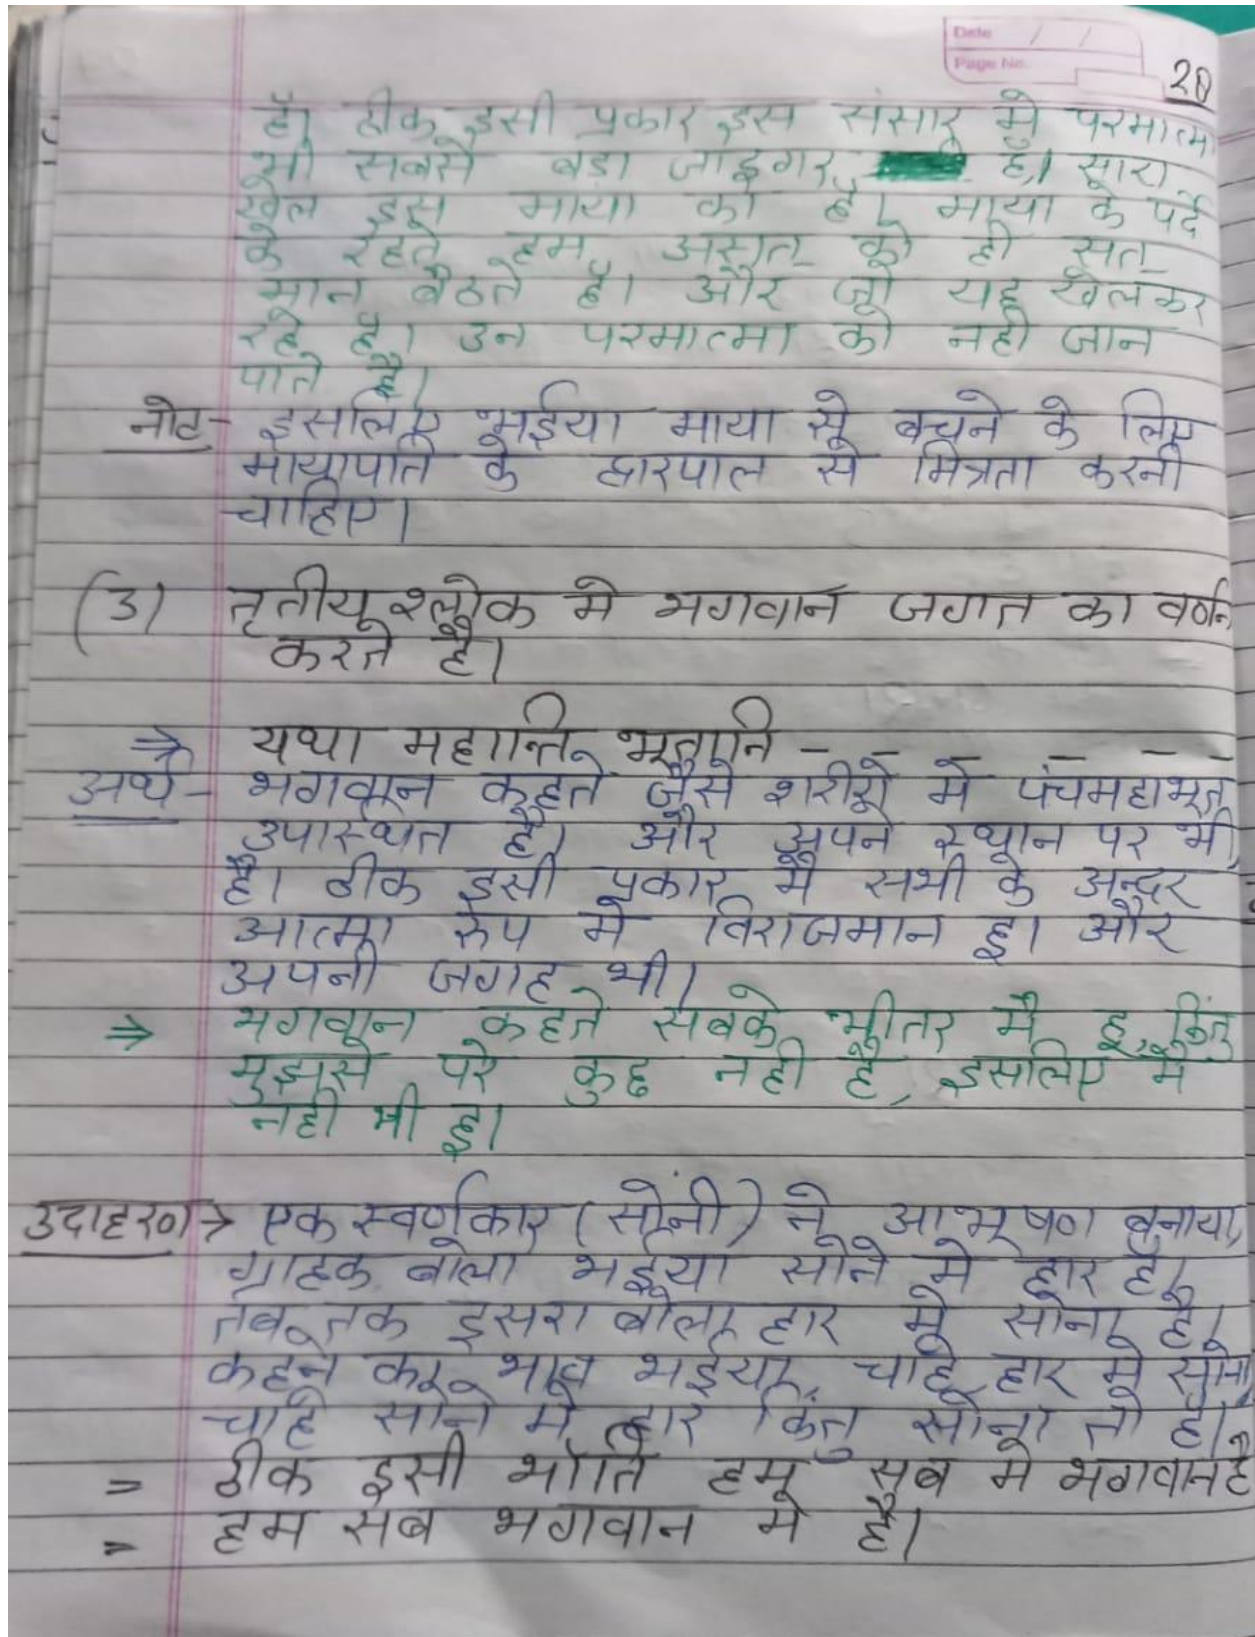 Date / /
Page No.
20
है। ठीक इसी प्रकार इस संसार मे परमात्म
भी सबसे बडा जादुगर है,। सारा
खेल इस माया का है। माया के पर्दे
के रहते हम असत् को ही सत्
मान बैठते है। और जो यह खेल कर
रहे है। उन परमात्मा को नही जान
पाते है।
नोट - इसलिए भईया माया से बचने के लिए
मायापति के द्वारपाल से मित्रता करनी
चाहिए।
(3) तृतीय श्लोक मे भगवान जगत का वर्णन
करते है।
⇒ यथा महान्ति भूतानि - - - - -
अर्थ - भगवान कहते जैसे शरीरो मे पंचमहाभूत
उपस्थित है। और अपने स्थान पर भी
है। ठीक इसी प्रकार मै सभी के अन्दर
आत्मा रुप मे विराजमान हु। और
अपनी जगह भी।
⇒ भगवान कहते सबके भीतर मै हु, किंतु
मुझसे परे कुछ नही है, इसलिए मै
नही भी हु।
उदाहरण → एक स्वर्णकार (सोनी) ने आभूषण बनाया,
ग्राहक बोला भईया सोने मे हार है,
तब तक दुसरा बोला हार मे सोना है,
कहने का भाव भईया, चाहे हार मे सोना
चाहे सोने मे हार किंतु सोना तो है।
= ठीक इसी भाँति हम सब मे भगवान है
= हम सब भगवान मे है।